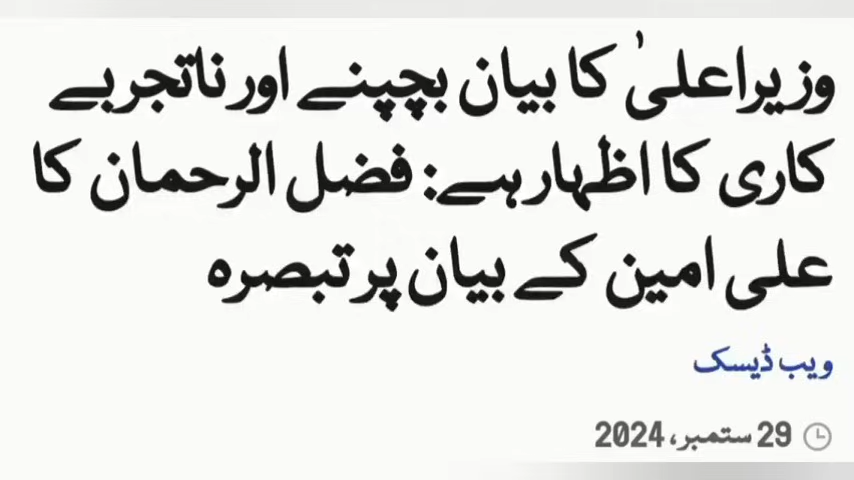 وزیراعلیٰ کا بیان بچپنے اور ناتجربے
کاری کا اظہار ہے: فضل الرحمان کا
علی امین کے بیان پر تبصرہ
ویب ڈیسک
29 ستمبر، 2024